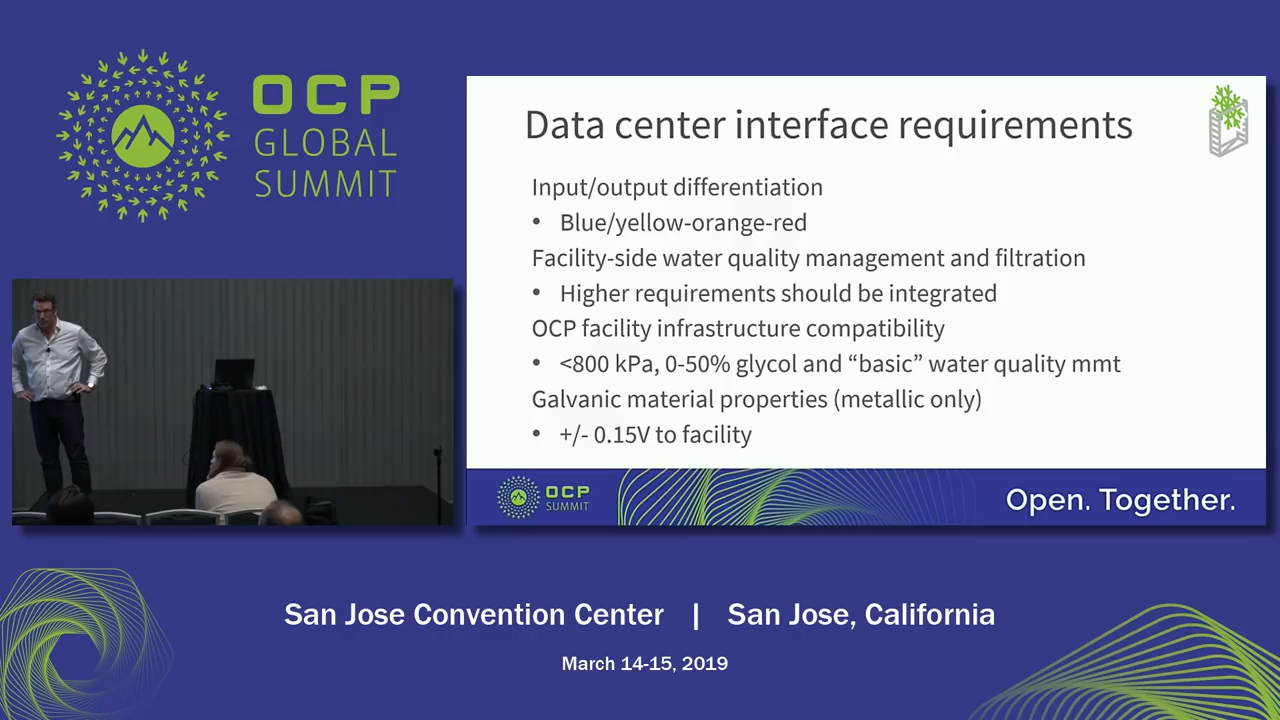 OCP
GLOBAL
SUMMIT
Data center interface requirements
Input/output differentiation
• Blue/yellow-orange-red
Facility-side water quality management and filtration
• Higher requirements should be integrated
OCP facility infrastructure compatibility
• <800 kPa, 0-50% glycol and “basic” water quality mmt
Galvanic material properties (metallic only)
• +/- 0.15V to facility
OCP
SUMMIT
Open. Together.
San Jose Convention Center | San Jose, California
March 14-15, 2019